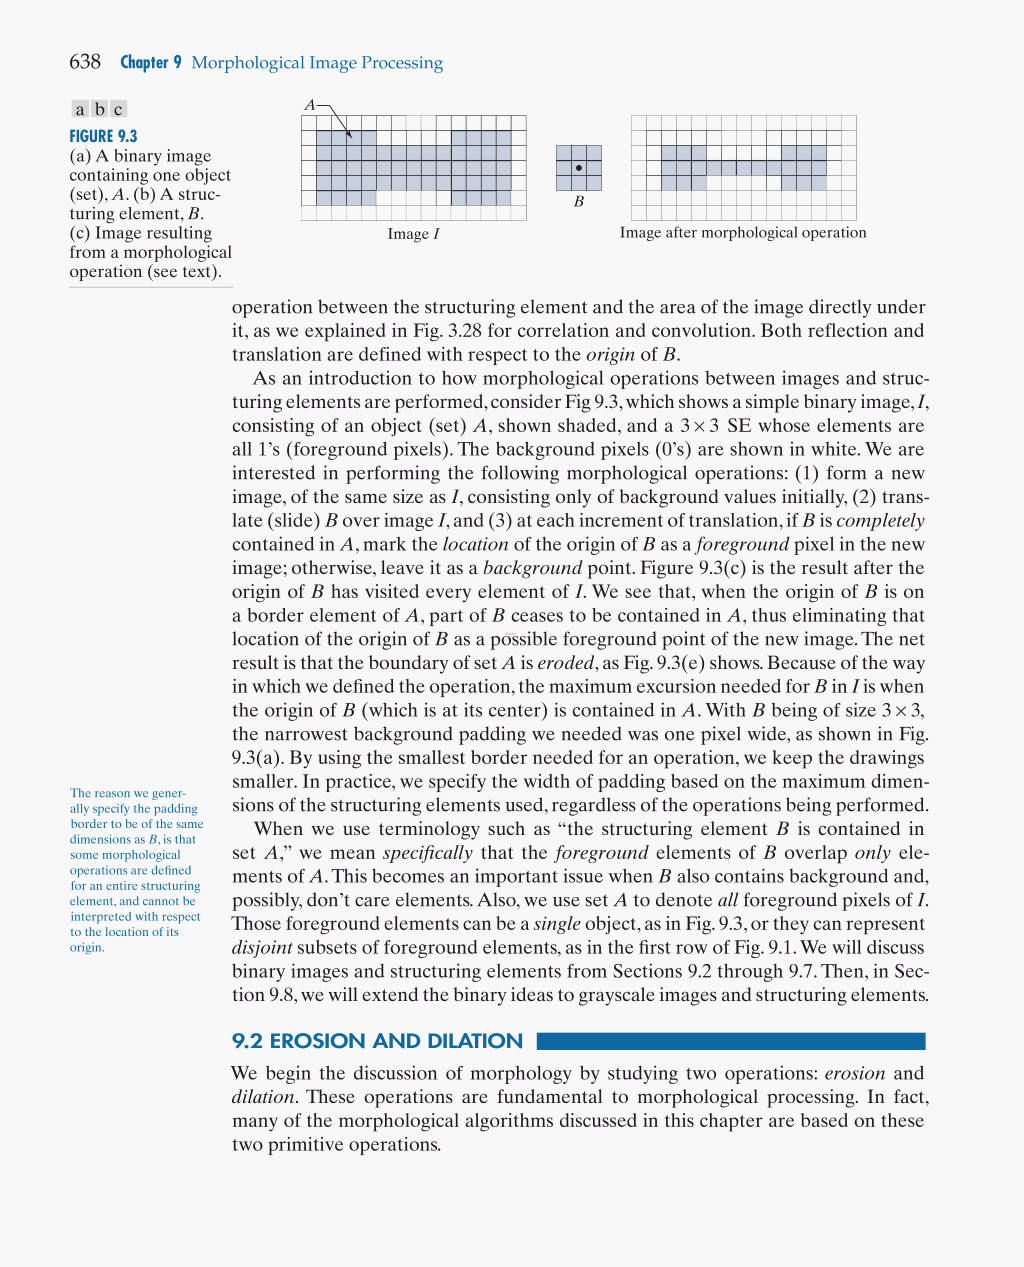 638 Chapter 9 Morphological Image Processing
a b c
FIGURE 9.3
(a) A binary image
containing one object
(set), A. (b) A struc-
turing element, B.
(c) Image resulting
from a morphological
operation (see text).
A
Image I
B
Image after morphological operation
operation between the structuring element and the area of the image directly under
it, as we explained in Fig. 3.28 for correlation and convolution. Both reflection and
translation are defined with respect to the origin of B.
As an introduction to how morphological operations between images and struc-
turing elements are performed, consider Fig 9.3, which shows a simple binary image, I,
consisting of an object (set) A, shown shaded, and a 3 × 3 SE whose elements are
all 1's (foreground pixels). The background pixels (0's) are shown in white. We are
interested in performing the following morphological operations: (1) form a new
image, of the same size as I, consisting only of background values initially, (2) trans-
late (slide) B over image I, and (3) at each increment of translation, if B is completely
contained in A, mark the location of the origin of B as a foreground pixel in the new
image; otherwise, leave it as a background point. Figure 9.3(c) is the result after the
origin of B has visited every element of I. We see that, when the origin of B is on
a border element of A, part of B ceases to be contained in A, thus eliminating that
location of the origin of B as a possible foreground point of the new image. The net
result is that the boundary of set A is eroded, as Fig. 9.3(e) shows. Because of the way
in which we defined the operation, the maximum excursion needed for B in I is when
the origin of B (which is at its center) is contained in A. With B being of size 3 × 3,
the narrowest background padding we needed was one pixel wide, as shown in Fig.
9.3(a). By using the smallest border needed for an operation, we keep the drawings
smaller. In practice, we specify the width of padding based on the maximum dimen-
sions of the structuring elements used, regardless of the operations being performed.
The reason we gener-
ally specify the padding
border to be of the same
dimensions as B, is that
some morphological
operations are defined
for an entire structuring
element, and cannot be
interpreted with respect
to the location of its
origin.
When we use terminology such as “the structuring element B is contained in
set A,” we mean specifically that the foreground elements of B overlap only ele-
ments of A. This becomes an important issue when B also contains background and,
possibly, don't care elements. Also, we use set A to denote all foreground pixels of I.
Those foreground elements can be a single object, as in Fig. 9.3, or they can represent
disjoint subsets of foreground elements, as in the first row of Fig. 9.1. We will discuss
binary images and structuring elements from Sections 9.2 through 9.7. Then, in Sec-
tion 9.8, we will extend the binary ideas to grayscale images and structuring elements.
9.2 EROSION AND DILATION
We begin the discussion of morphology by studying two operations: erosion and
dilation. These operations are fundamental to morphological processing. In fact,
many of the morphological algorithms discussed in this chapter are based on these
two primitive operations.